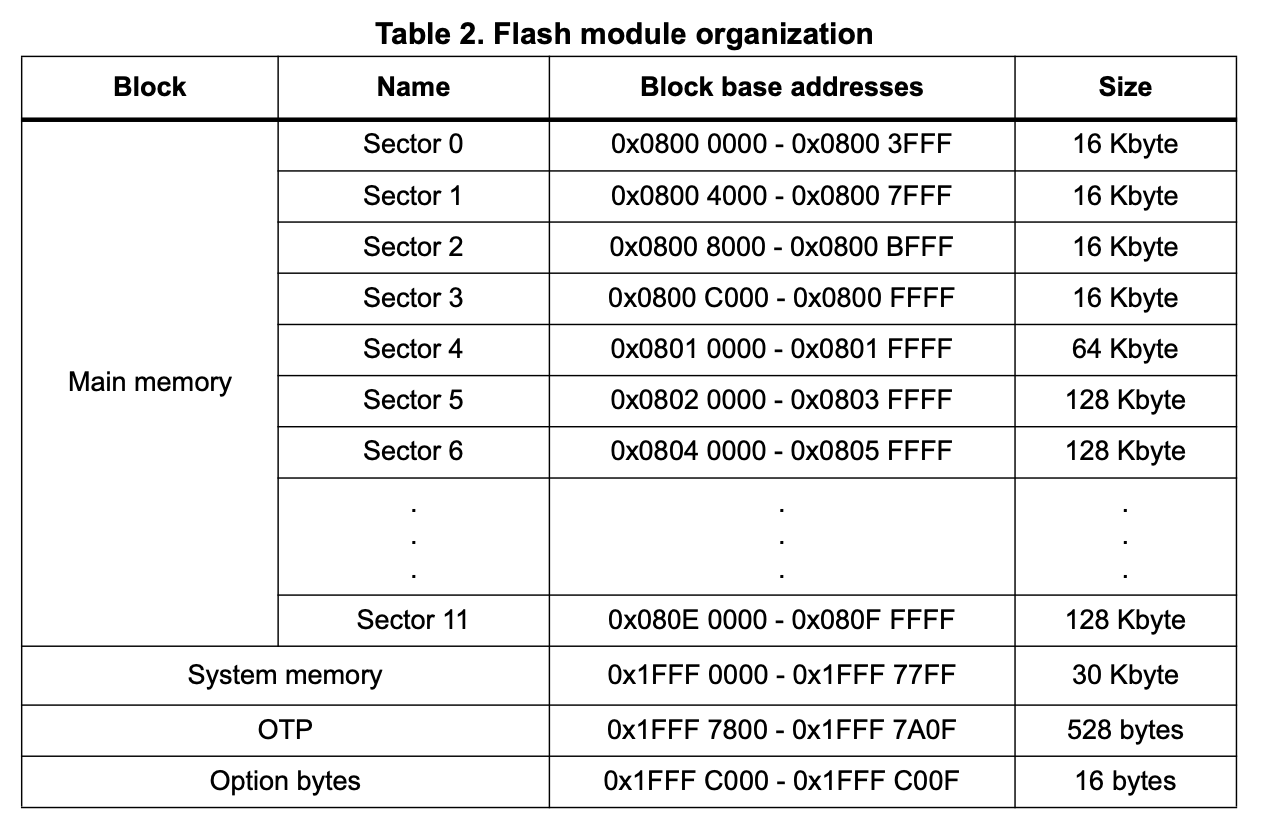 Table 2. Flash module organization
Block Name Block base addresses Size
Sector 0 0x0800 0000 - 0x0800 3FFF 16 Kbyte
Sector 1 0x0800 4000 - 0x0800 7FFF 16 Kbyte
Sector 2 0x0800 8000 - 0x0800 BFFF 16 Kbyte
Sector 3 0x0800 C000 - 0x0800 FFFF 16 Kbyte
Sector 4 0x0801 0000 - 0x0801 FFFF 64 Kbyte
Main memory
Sector 5 0x0802 0000 - 0x0803 FFFF 128 Kbyte
Sector 6 0x0804 0000 - 0x0805 FFFF 128 Kbyte
. . .
. . .
. . .
Sector 11 0x080E 0000 - 0x080F FFFF 128 Kbyte
System memory 0x1FFF 0000 - 0x1FFF 77FF 30 Kbyte
OTP 0x1FFF 7800 - 0x1FFF 7A0F 528 bytes
Option bytes 0x1FFF C000 - 0x1FFF C00F 16 bytes